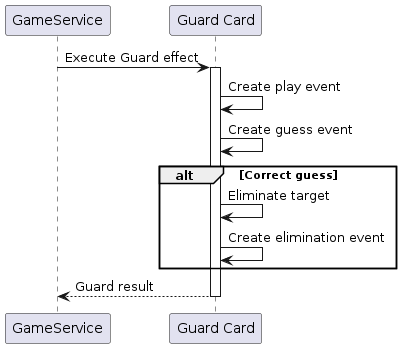 GameService Guard Card
Execute Guard effect
Create play event
Create guess event
alt [Correct guess]
Eliminate target
Create elimination event
Guard result
GameService Guard Card